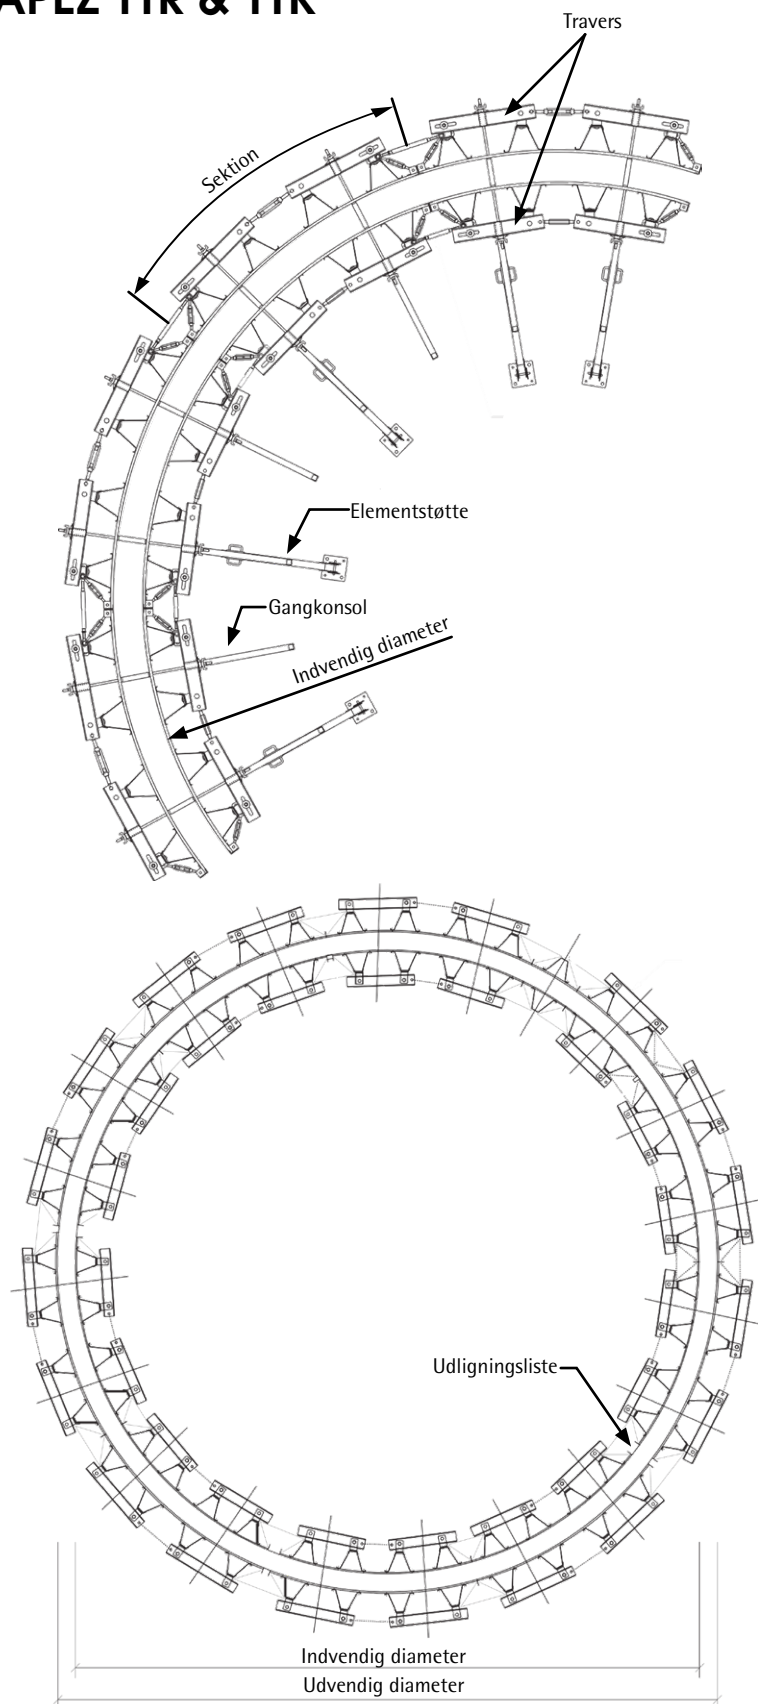 Travers
Sektion
Elementstøtte
Gangkonsol
Indvendig diameter
Udligningsliste
Indvendig diameter
Udvendig diameter